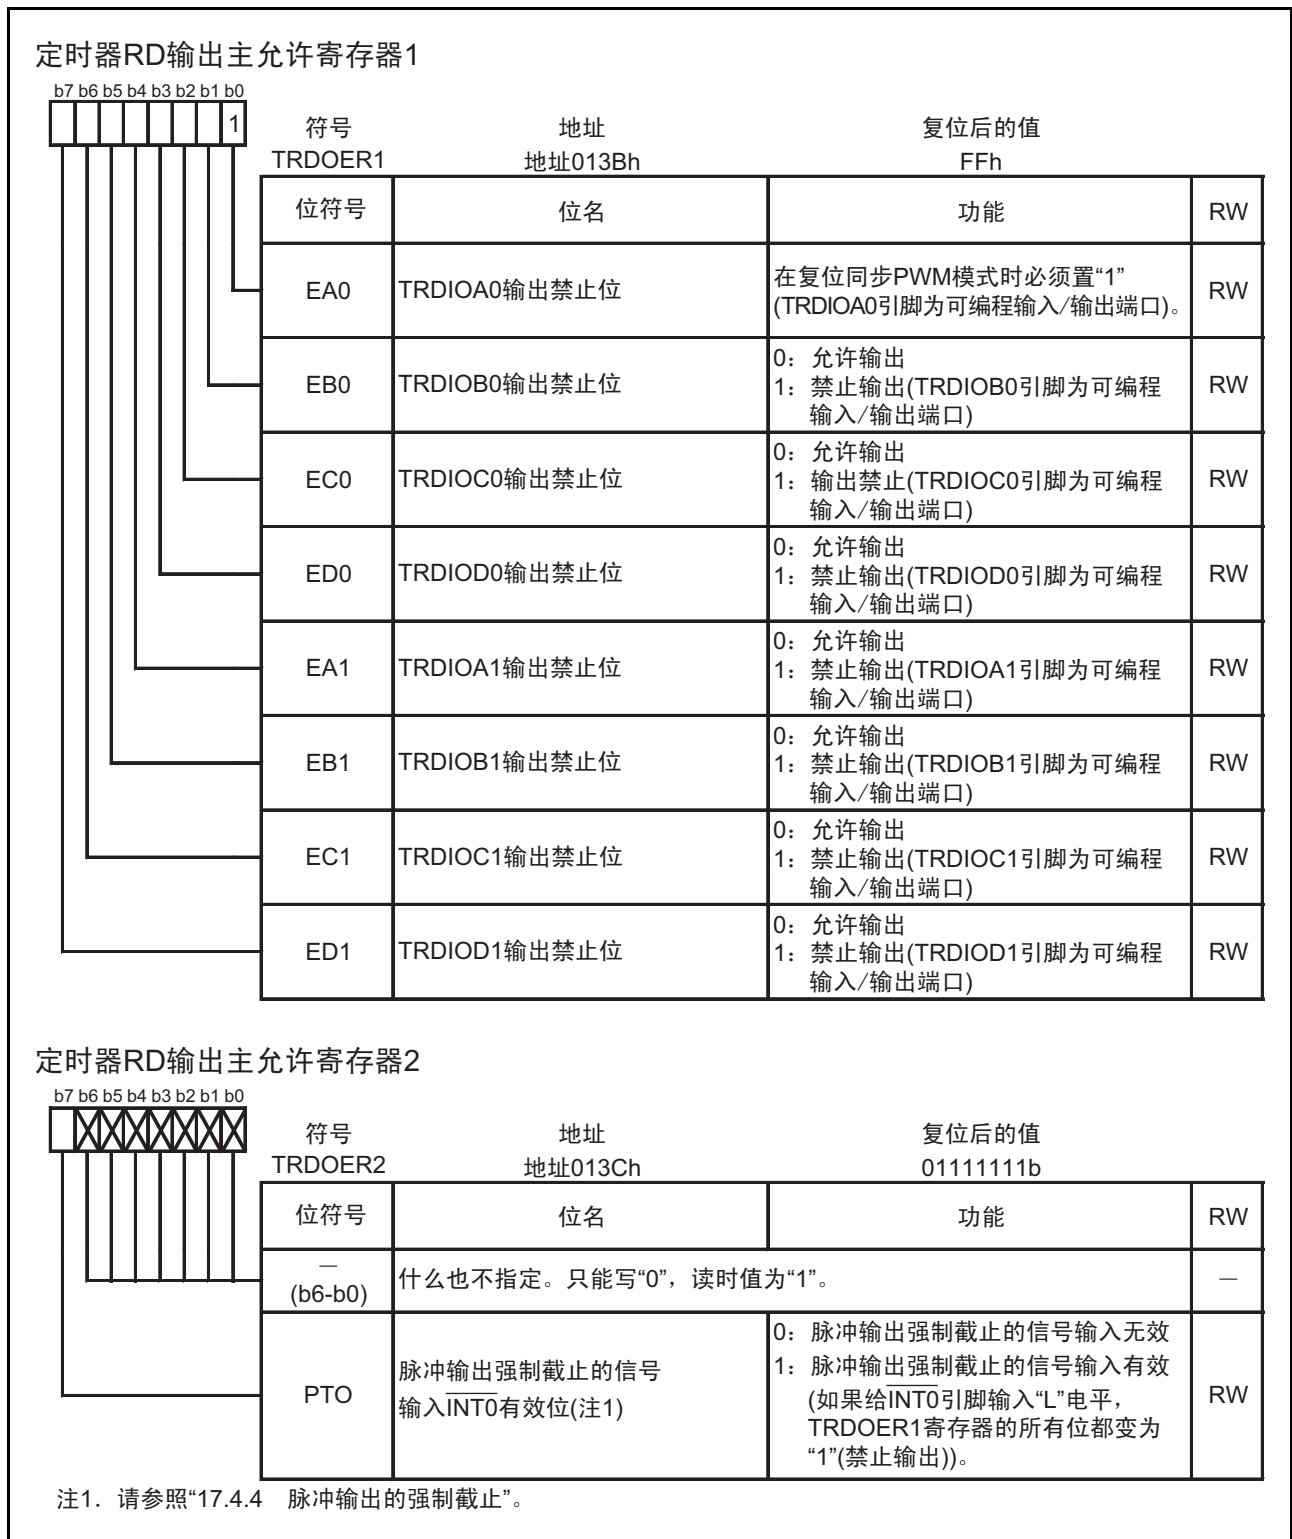 定时器RD输出主允许寄存器1
b7 b6 b5 b4 b3 b2 b1 b0
1
符号 地址 复位后的值
TRDOER1 地址013Bh FFh
位符号 位名 功能 RW
EA0 TRDIOA0输出禁止位 在复位同步PWM模式时必须置“1”
(TRDIOA0引脚为可编程输入/输出端口)。 RW
EB0 TRDIOB0输出禁止位 0：允许输出
1：禁止输出(TRDIOB0引脚为可编程
输入/输出端口) RW
EC0 TRDIOC0输出禁止位 0：允许输出
1：输出禁止(TRDIOC0引脚为可编程
输入/输出端口) RW
ED0 TRDIOD0输出禁止位 0：允许输出
1：禁止输出(TRDIOD0引脚为可编程
输入/输出端口) RW
EA1 TRDIOA1输出禁止位 0：允许输出
1：禁止输出(TRDIOA1引脚为可编程
输入/输出端口) RW
EB1 TRDIOB1输出禁止位 0：允许输出
1：禁止输出(TRDIOB1引脚为可编程
输入/输出端口) RW
EC1 TRDIOC1输出禁止位 0：允许输出
1：禁止输出(TRDIOC1引脚为可编程
输入/输出端口) RW
ED1 TRDIOD1输出禁止位 0：允许输出
1：禁止输出(TRDIOD1引脚为可编程
输入/输出端口) RW
定时器RD输出主允许寄存器2
b7 b6 b5 b4 b3 b2 b1 b0
符号 地址 复位后的值
TRDOER2 地址013Ch 01111111b
位符号 位名 功能 RW
—
(b6-b0) 什么也不指定。只能写“0”，读时值为“1”。 —
PTO 脉冲输出强制截止的信号
输入INT0有效位(注1) 0：脉冲输出强制截止的信号输入无效
1：脉冲输出强制截止的信号输入有效
(如果给INT0引脚输入“L”电平，
TRDOER1寄存器的所有位都变为
“1”(禁止输出))。 RW
注1. 请参照“17.4.4 脉冲输出的强制截止”。